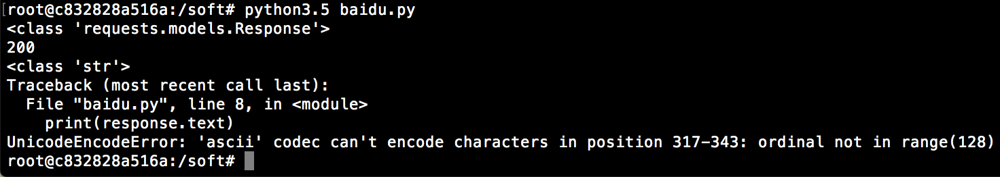 [root@c832828a516a:/soft# python3.5 baidu.py
<class 'requests.models.Response'>
200
<class 'str'>
Traceback (most recent call last):
  File "baidu.py", line 8, in <module>
    print(response.text)
UnicodeEncodeError: 'ascii' codec can't encode characters in position 317-343: ordinal not in range(128)
root@c832828a516a:/soft#